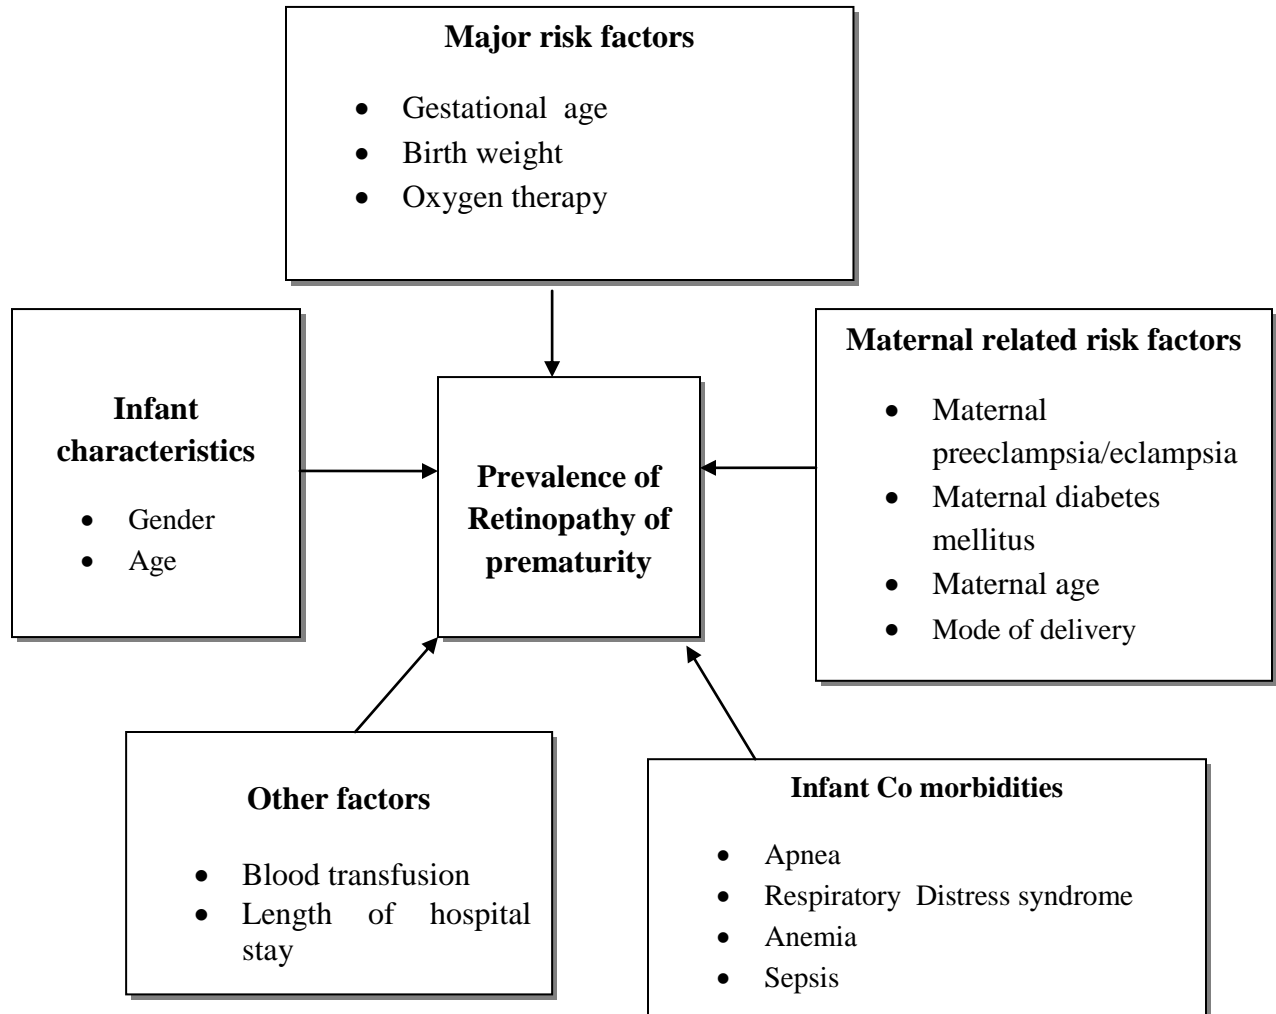 Major risk factors
• Gestational age
• Birth weight
• Oxygen therapy
Infant
characteristics
• Gender
• Age
Prevalence of
Retinopathy of
prematurity
Maternal related risk factors
• Maternal
preeclampsia/eclampsia
• Maternal diabetes
mellitus
• Maternal age
• Mode of delivery
Other factors
• Blood transfusion
• Length of hospital
stay
Infant Co morbidities
• Apnea
• Respiratory Distress syndrome
• Anemia
• Sepsis